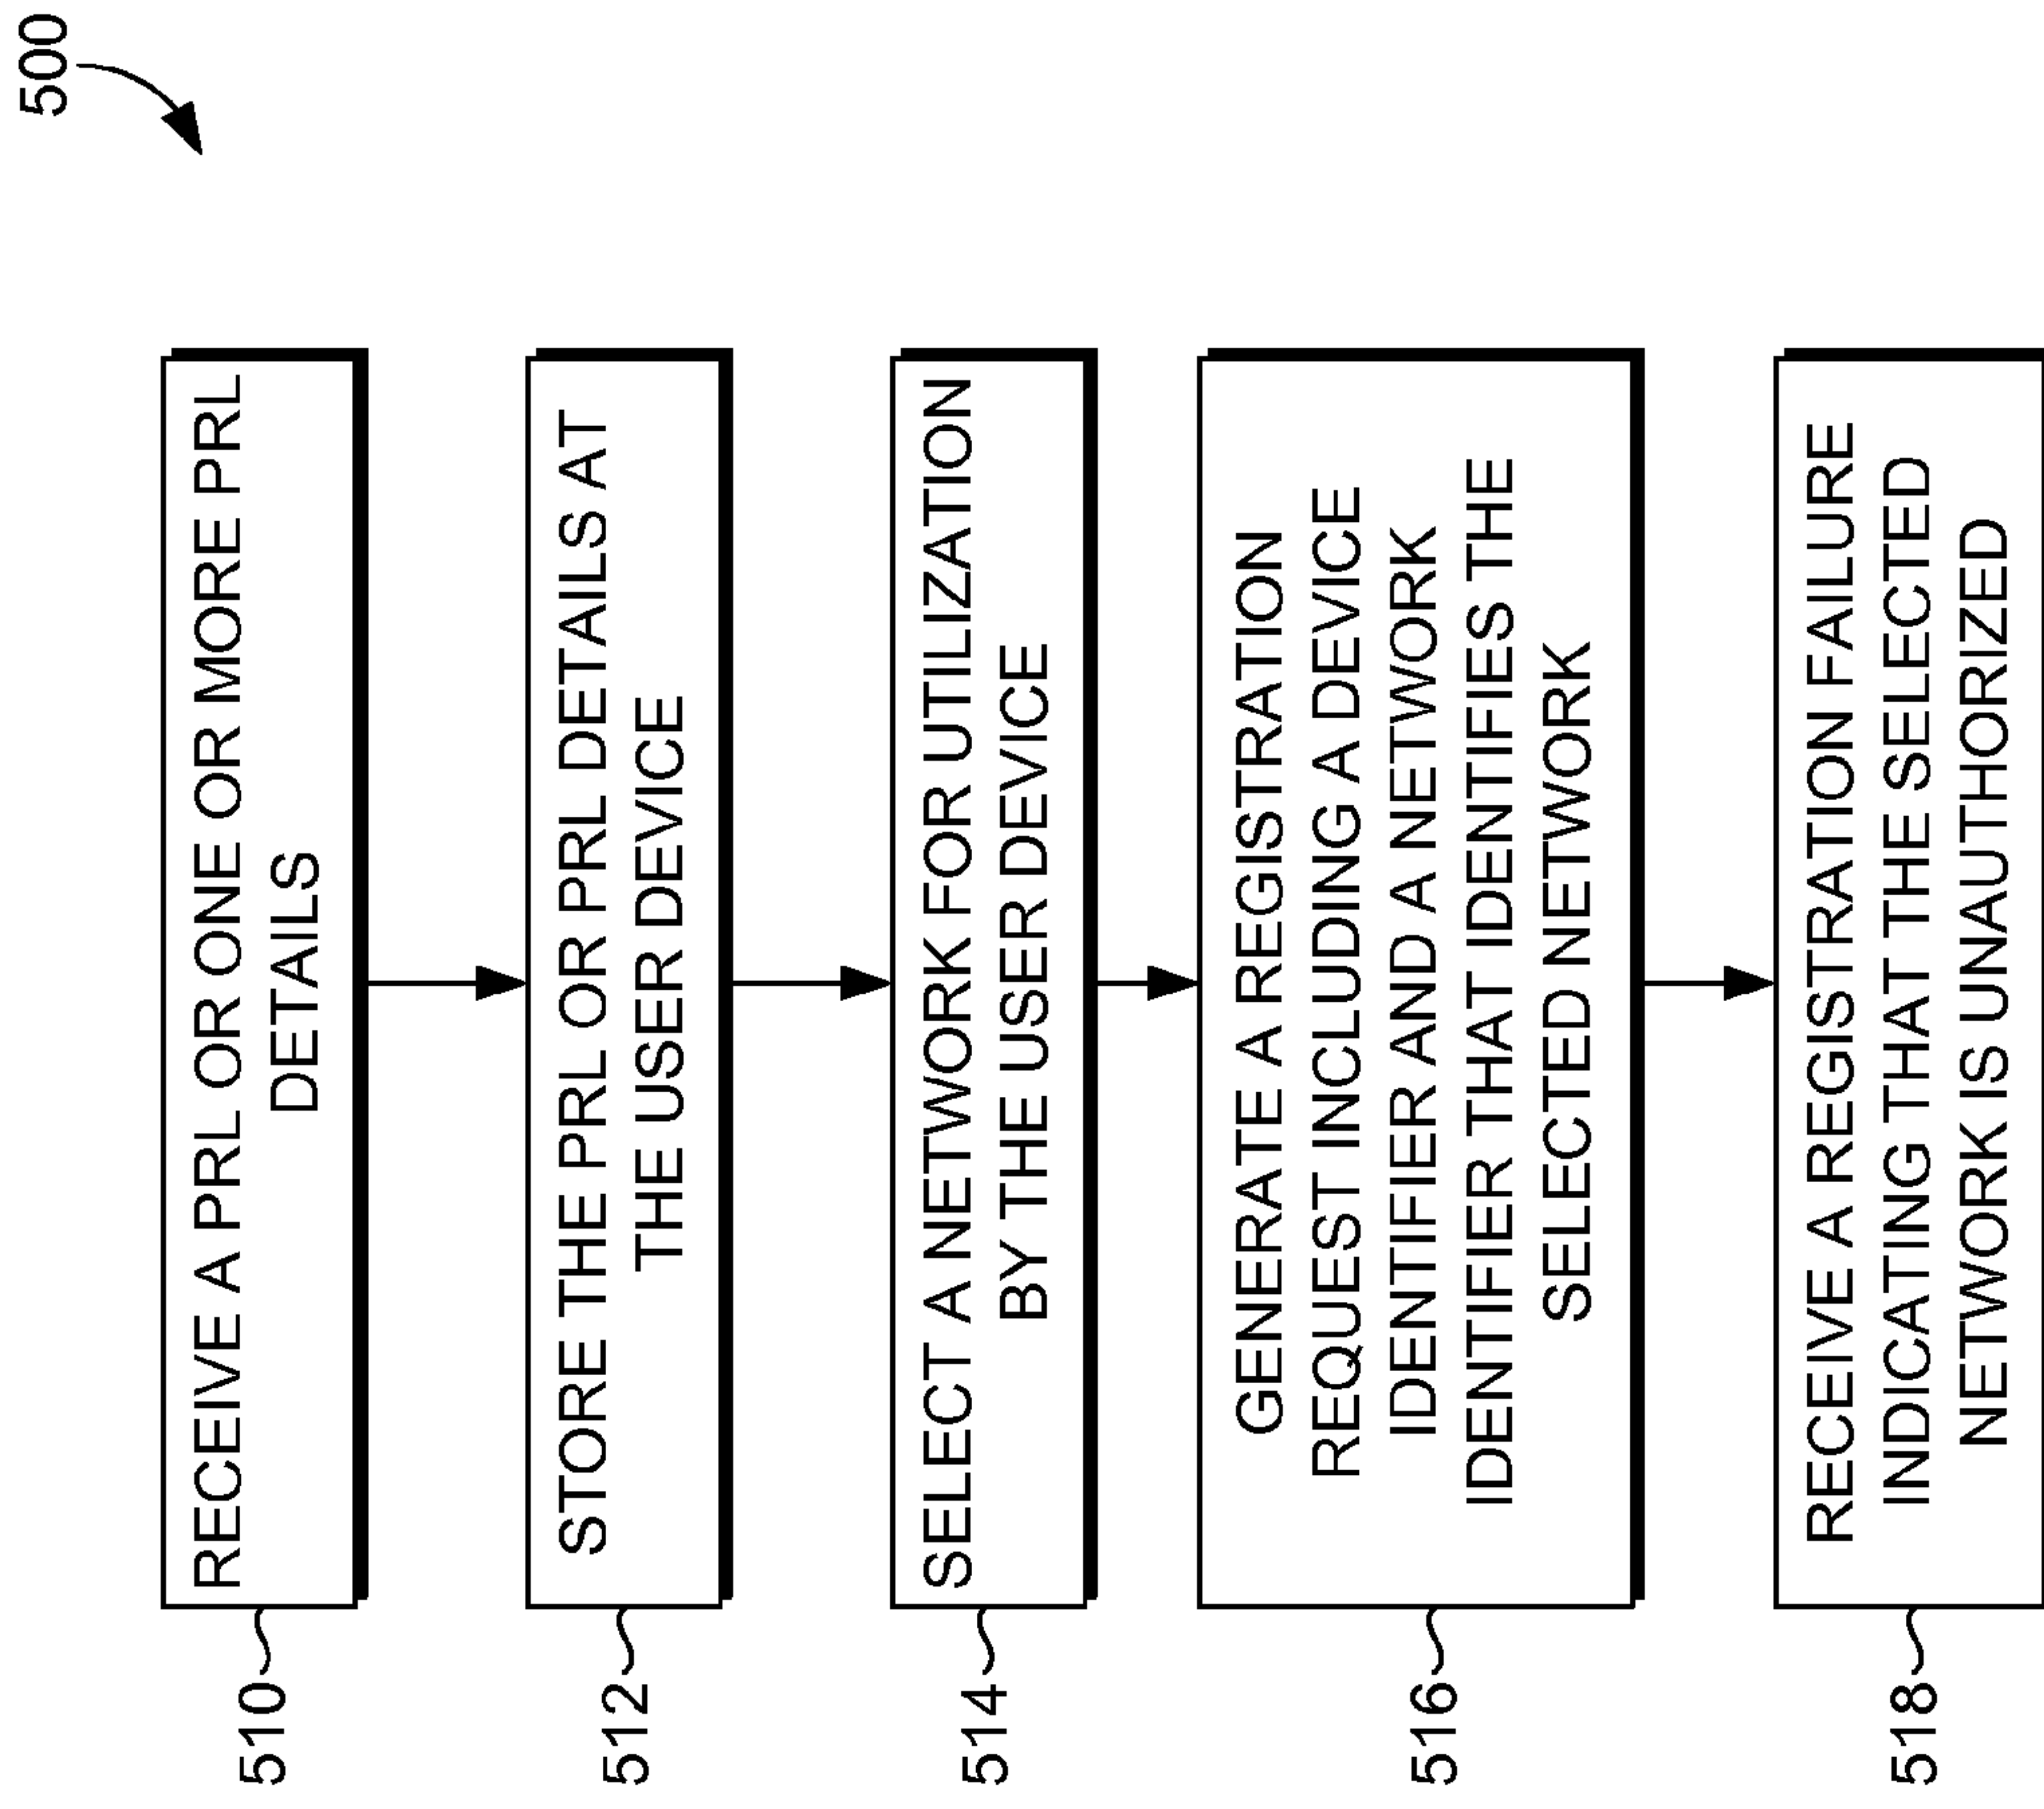 500
510
RECEIVE A PRL OR ONE OR MORE PRL
DETAILS
512
STORE THE PRL OR PRL DETAILS AT
THE USER DEVICE
514
SELECT A NETWORK FOR UTILIZATION
BY THE USER DEVICE
516
GENERATE A REGISTRATION
REQUEST INCLUDING A DEVICE
IDENTIFIER AND A NETWORK
IDENTIFIER THAT IDENTIFIES THE
SELECTED NETWORK
518
RECEIVE A REGISTRATION FAILURE
INDICATING THAT THE SELECTED
NETWORK IS UNAUTHORIZED